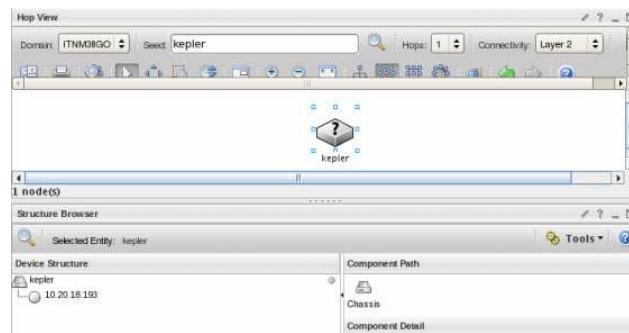 Hop View
Domain: ITNM38GO Seed: kepler Hops: 1 Connectivity: Layer 2
kepler
1 node(s)
Structure Browser
Selected Entity: kepler Tools
Device Structure Component Path
kepler
10.20.18.193
Chassis
Component Detail